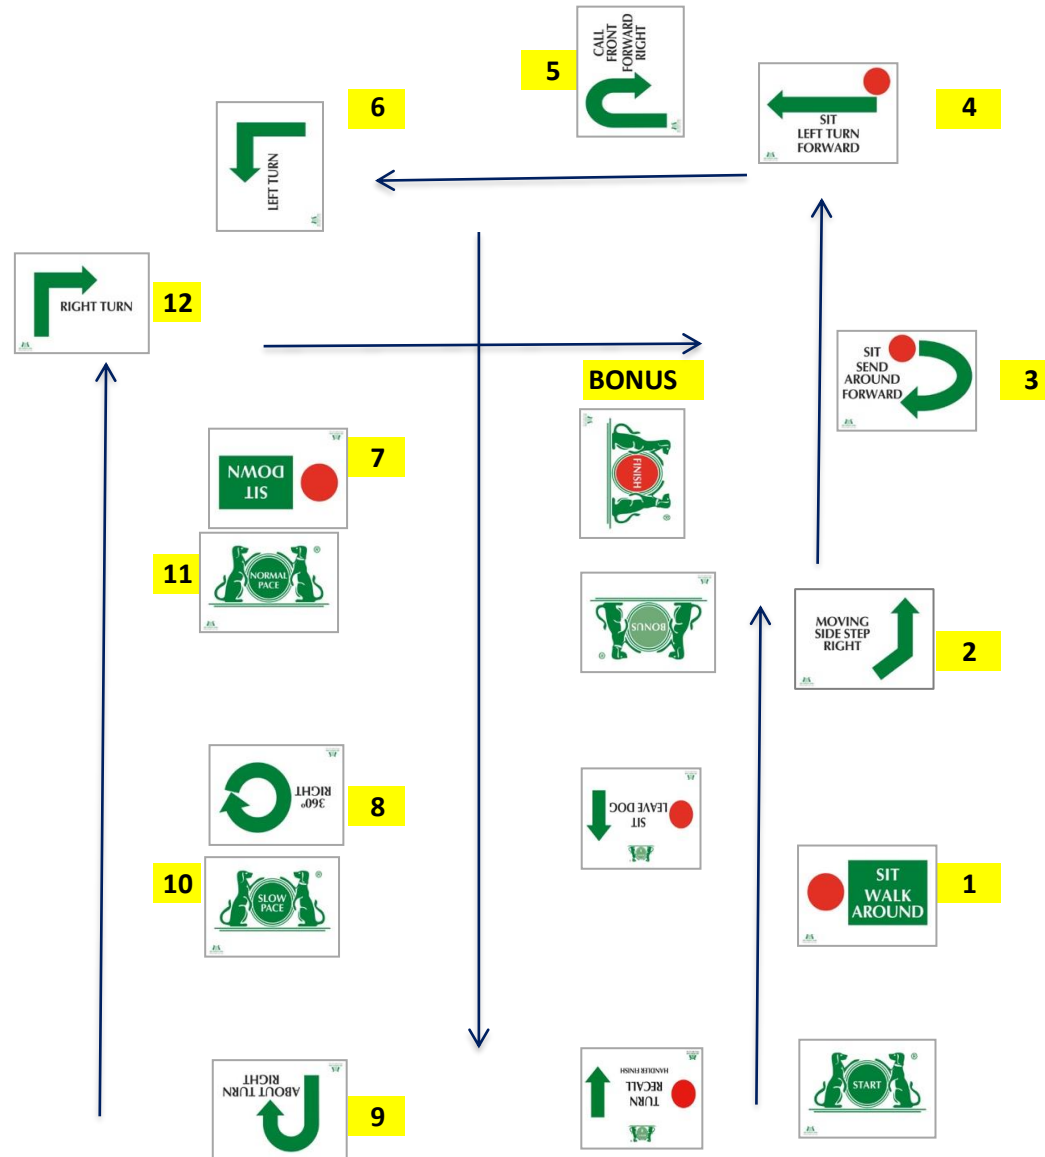 5
CALL
FRONT
FORWARD
RIGHT
4
SIT
LEFT TURN
FORWARD
6
LEFT TURN
RIGHT TURN
12
SIT
SEND
AROUND
FORWARD
3
BONUS
FINISH
®
7
SIT
DOWN
11
NORMAL
PACE
®
BONUS
®
MOVING
SIDE STEP
RIGHT
2
360°
RIGHT
8
SIT
LEAVE DOG
10
SLOW
PACE
®
SIT
WALK
AROUND
1
9
ABOUT TURN
RIGHT
TURN
RECALL
HANDLER FINISH
START
®